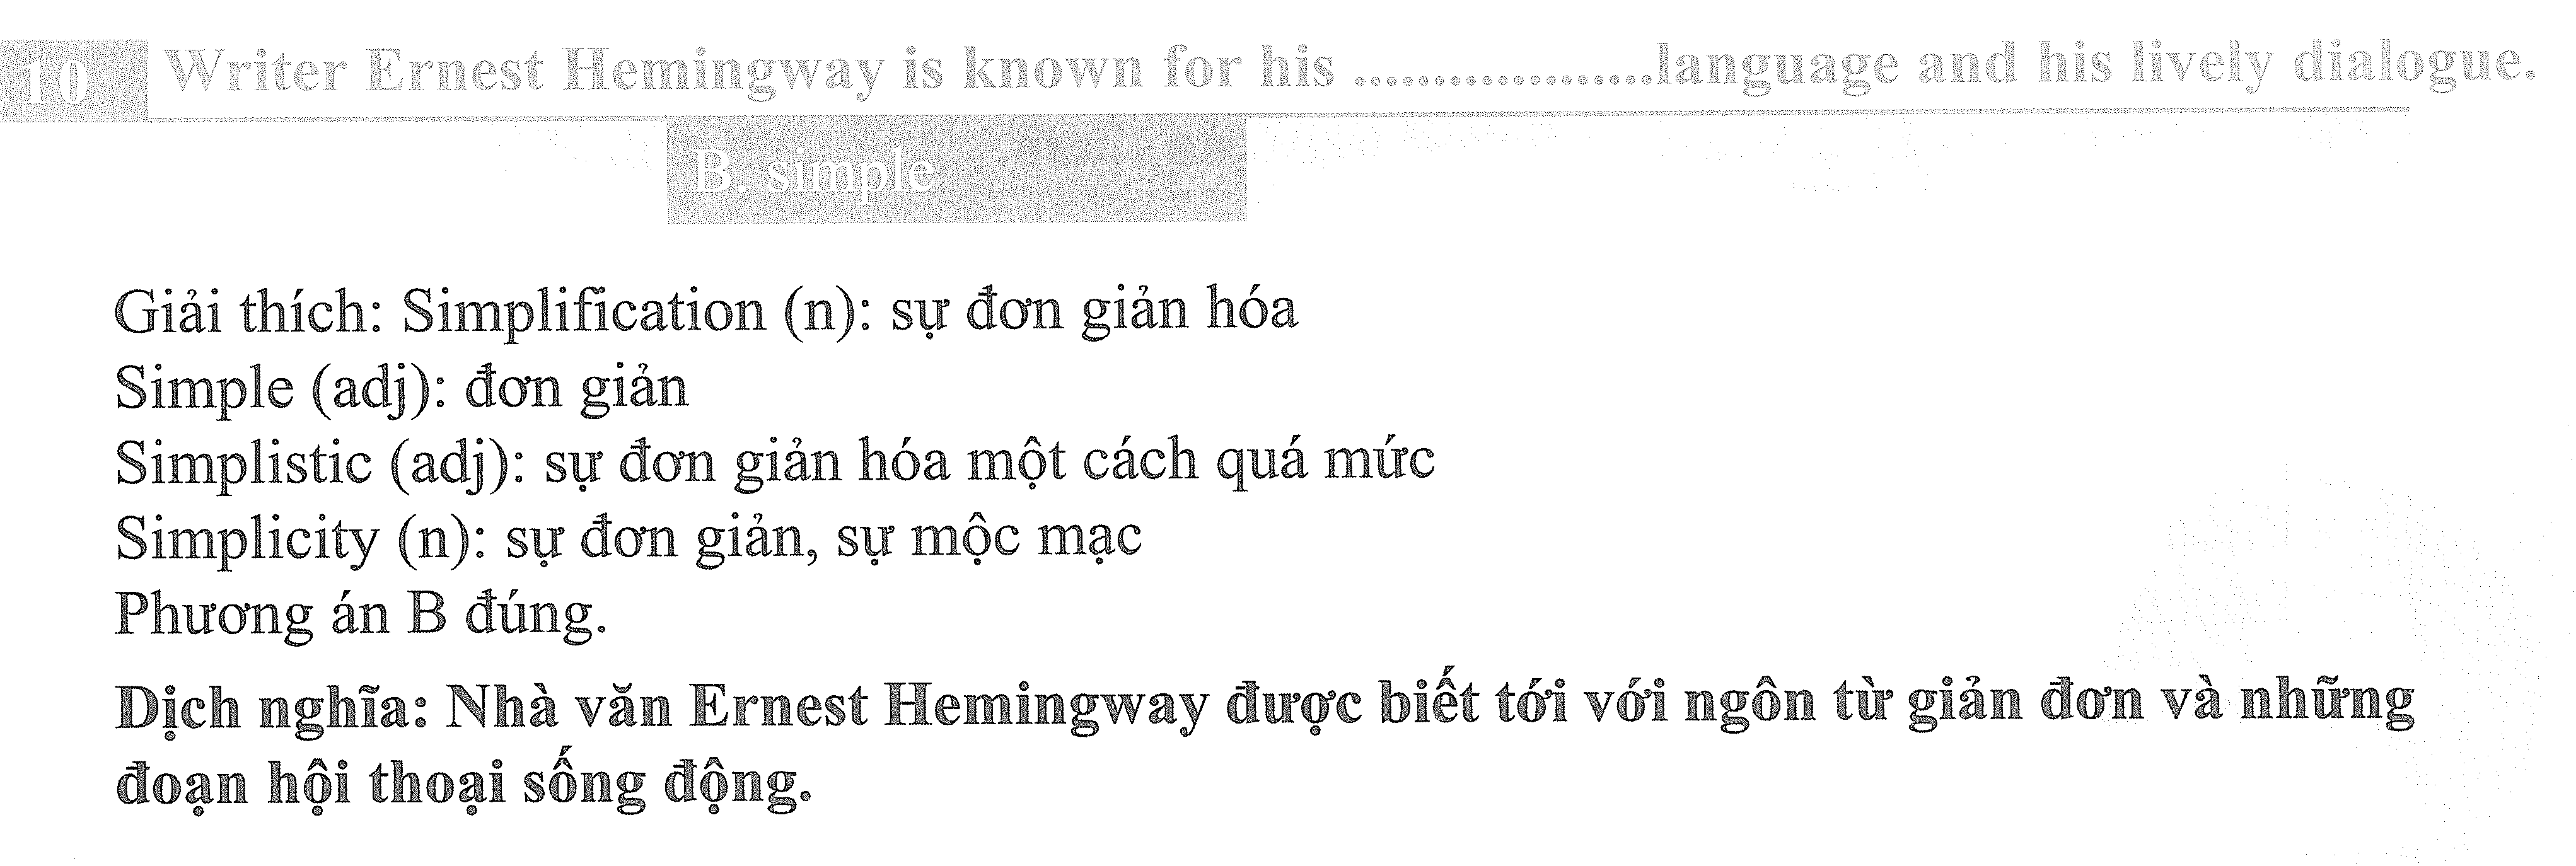 10 Writer Ernest Hemingway is known for his ...................language and his lively dialogue.
B. simple
Giải thích: Simplification (n): sự đơn giản hóa
Simple (adj): đơn giản
Simplistic (adj): sự đơn giản hóa một cách quá mức
Simplicity (n): sự đơn giản, sự mộc mạc
Phương án B đúng.
Dịch nghĩa: Nhà văn Ernest Hemingway được biết tới với ngôn từ giản đơn và những
đoạn hội thoại sống động.